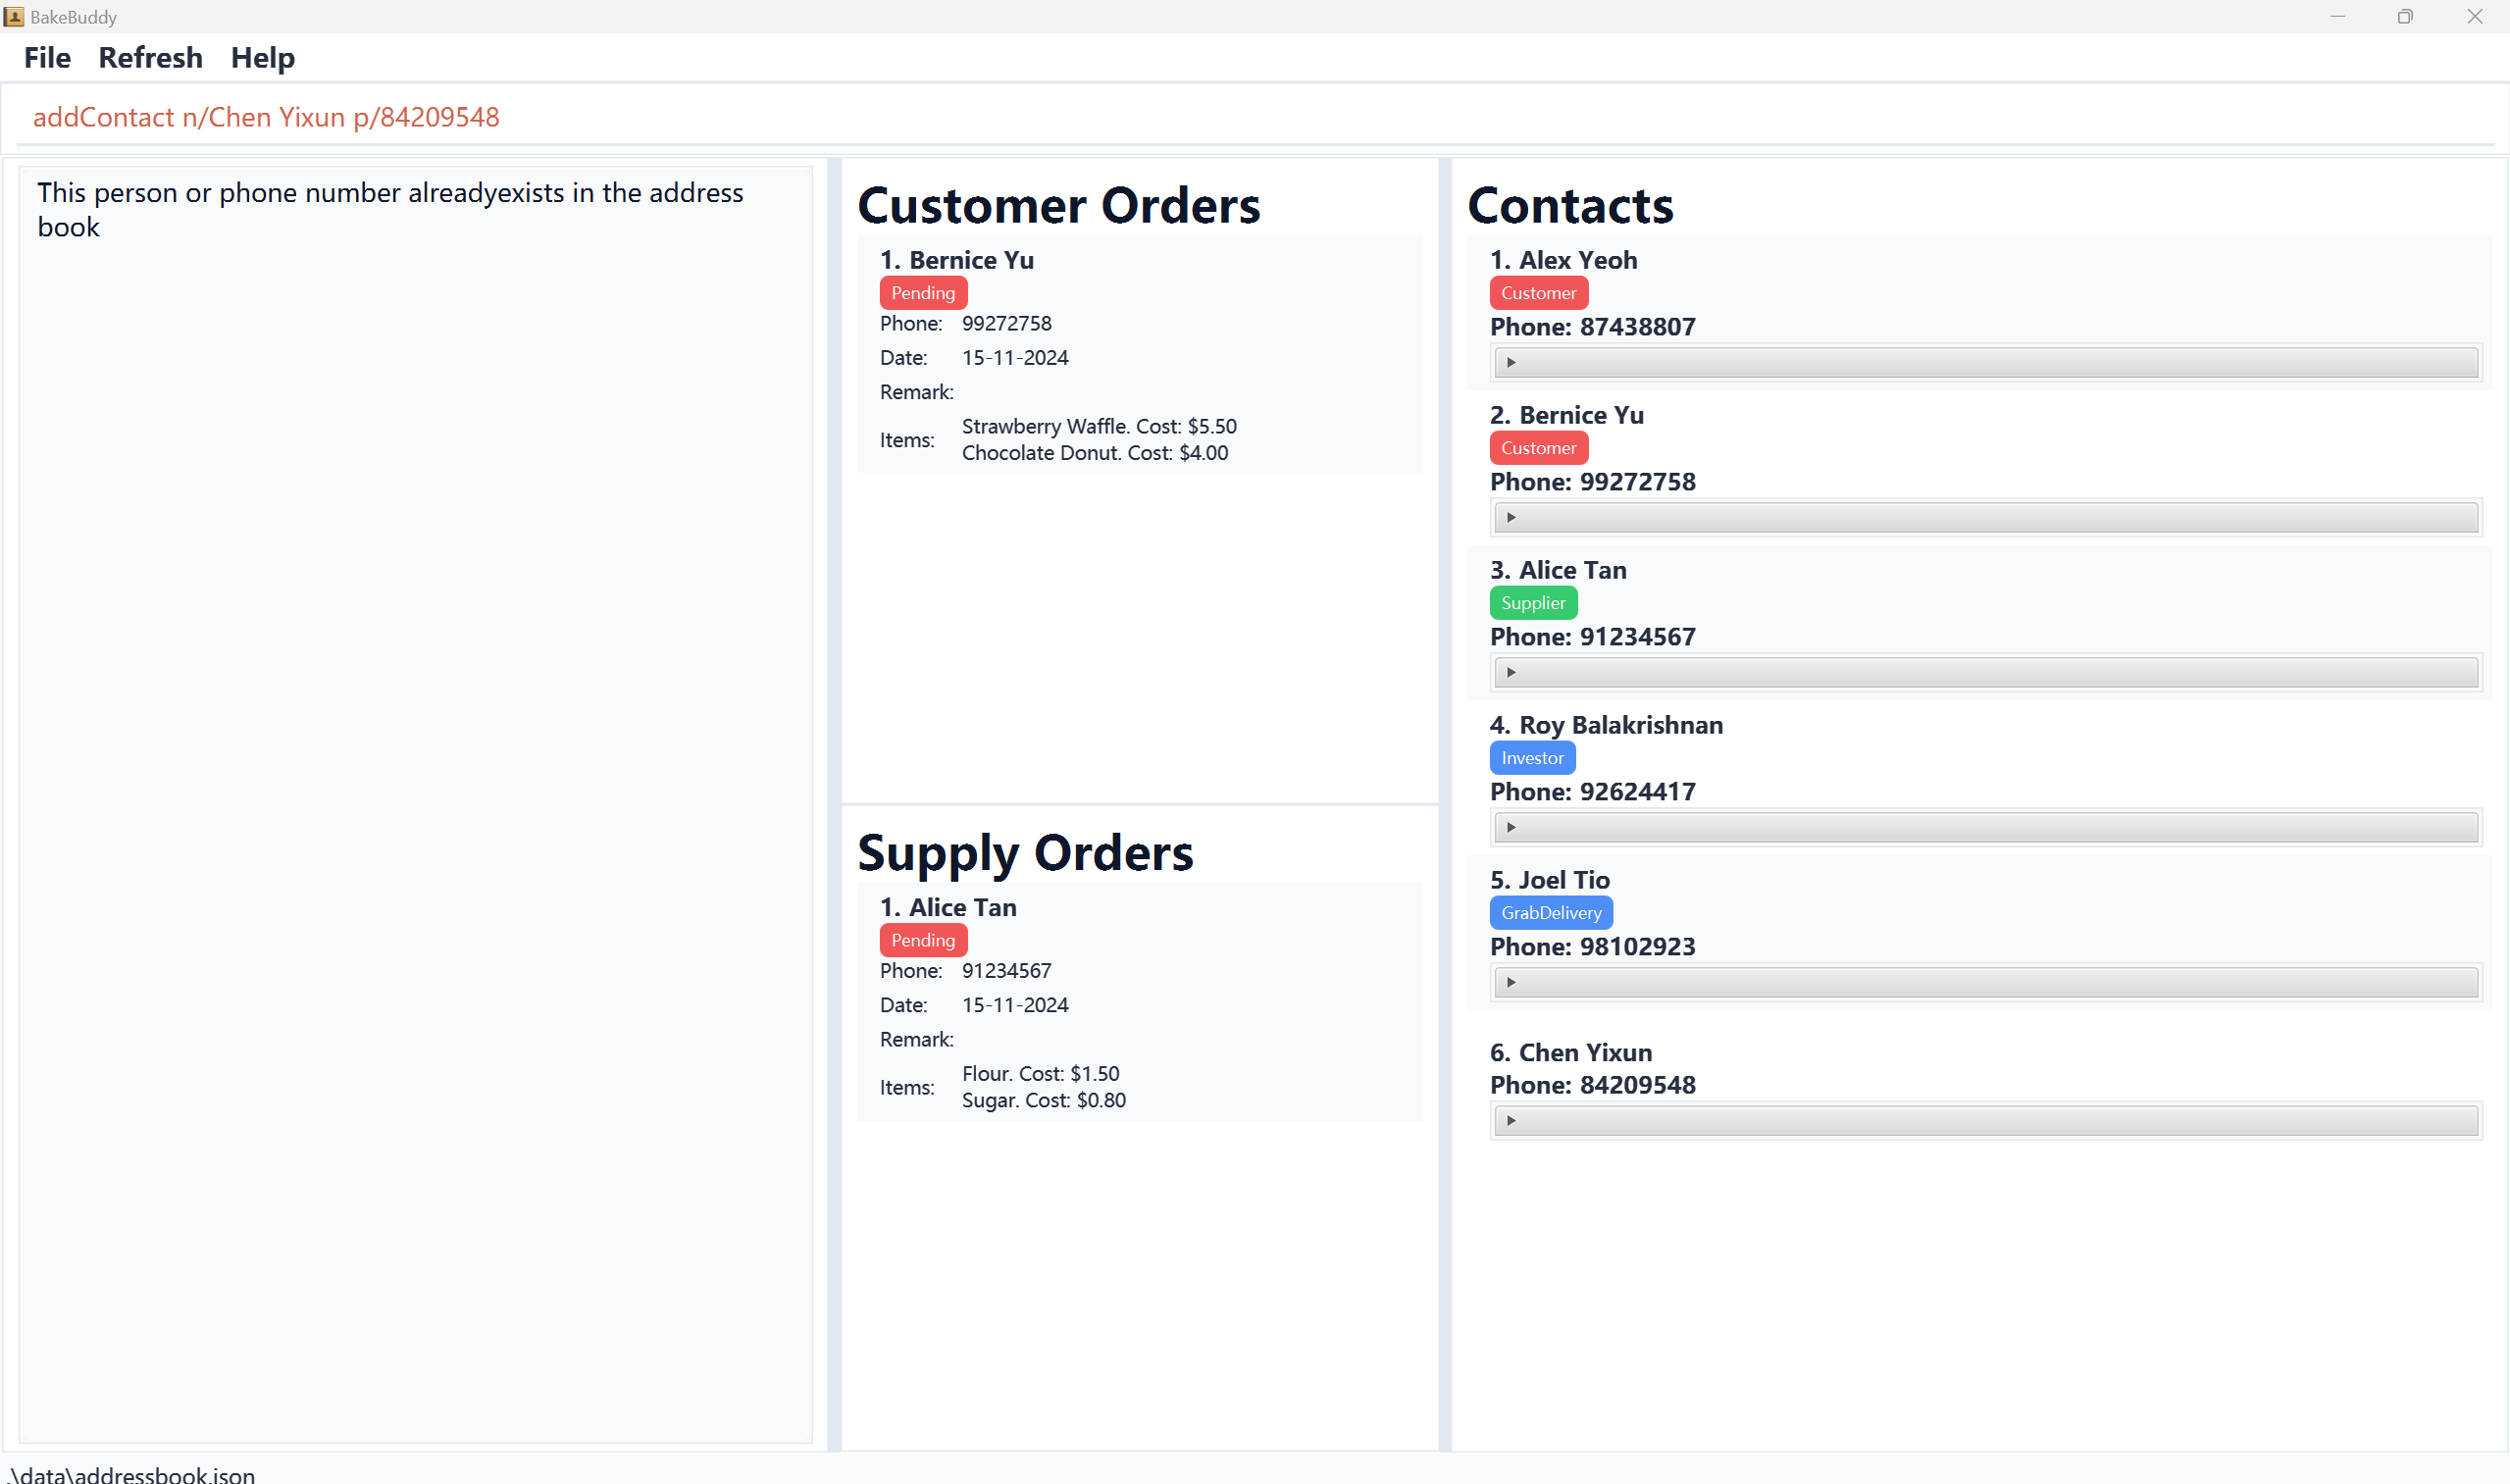 BakeBuddy
File Refresh Help
addContact n/Chen Yixun p/84209548
This person or phone number alreadyexists in the address
book
Customer Orders
1. Bernice Yu
Pending
Phone: 99272758
Date: 15-11-2024
Remark:
Items: Strawberry Waffle. Cost: $5.50
Chocolate Donut. Cost: $4.00
Supply Orders
1. Alice Tan
Pending
Phone: 91234567
Date: 15-11-2024
Remark:
Items: Flour. Cost: $1.50
Sugar. Cost: $0.80
Contacts
1. Alex Yeoh
Customer
Phone: 87438807
2. Bernice Yu
Customer
Phone: 99272758
3. Alice Tan
Supplier
Phone: 91234567
4. Roy Balakrishnan
Investor
Phone: 92624417
5. Joel Tio
GrabDelivery
Phone: 98102923
6. Chen Yixun
Phone: 84209548
.\data\addressbook.json